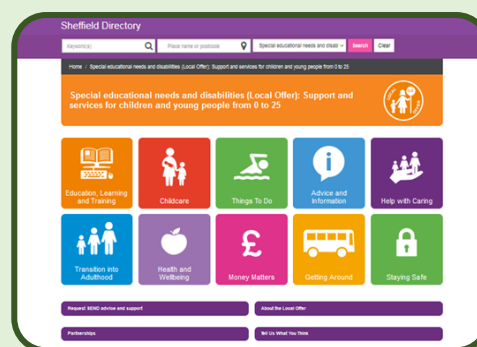 Sheffield Directory
Keyword(s)
Place name or postcode
Special educational needs and disabi
Search
Clear
Home / Special educational needs and disabilities (Local Offer): Support and services for children and young people from 0 to 25
Special educational needs and disabilities (Local Offer): Support and
services for children and young people from 0 to 25
Education, Learning
and Training
Childcare
Things To Do
Advice and
Information
Help with Caring
Transition into
Adulthood
Health and
Wellbeing
£
Money Matters
Getting Around
Staying Safe
Request SEND advice and support
About the Local Offer
Partnerships
Tell Us What You Think